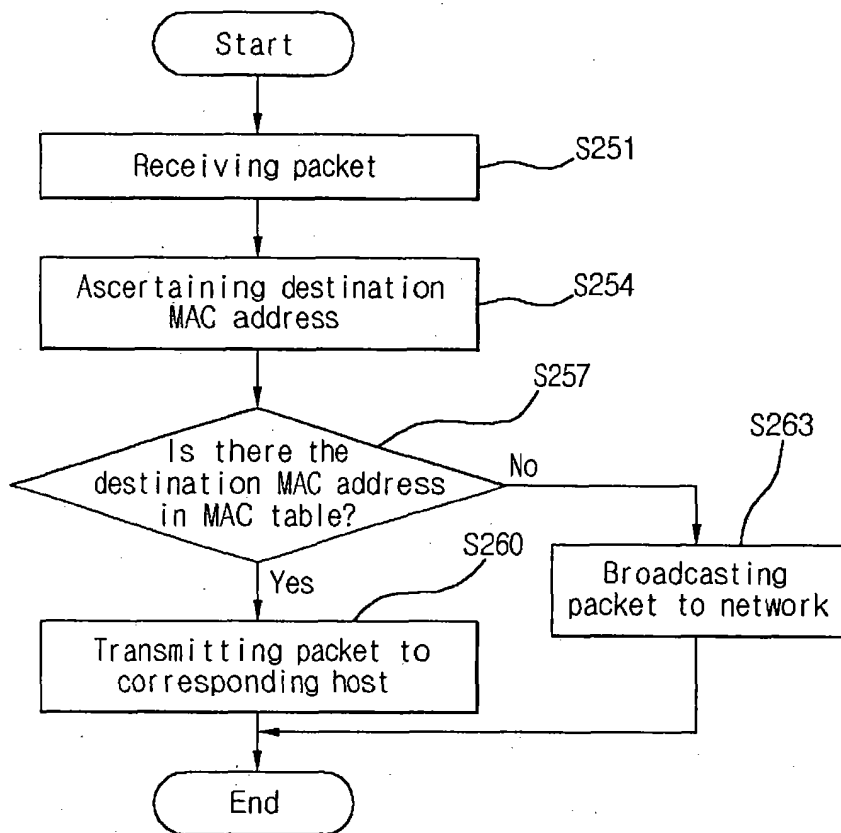 Start
Receiving packet
S251
Ascertaining destination
MAC address
S254
S257
Is there the
destination MAC address
in MAC table?
No
S263
Yes
S260
Broadcasting
packet to network
Transmitting packet to
corresponding host
End